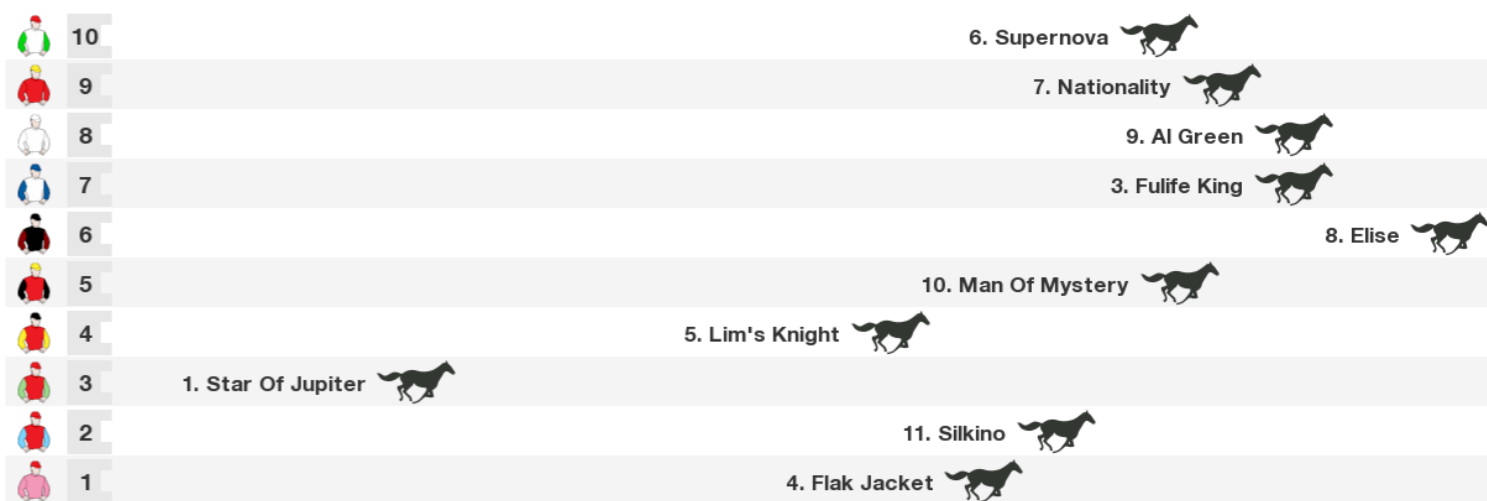 10 6. Supernova
9 7. Nationality
8 9. Al Green
7 3. Fulife King
6 8. Elise
5 10. Man Of Mystery
4 5. Lim's Knight
3 1. Star Of Jupiter
2 11. Silkino
1 4. Flak Jacket